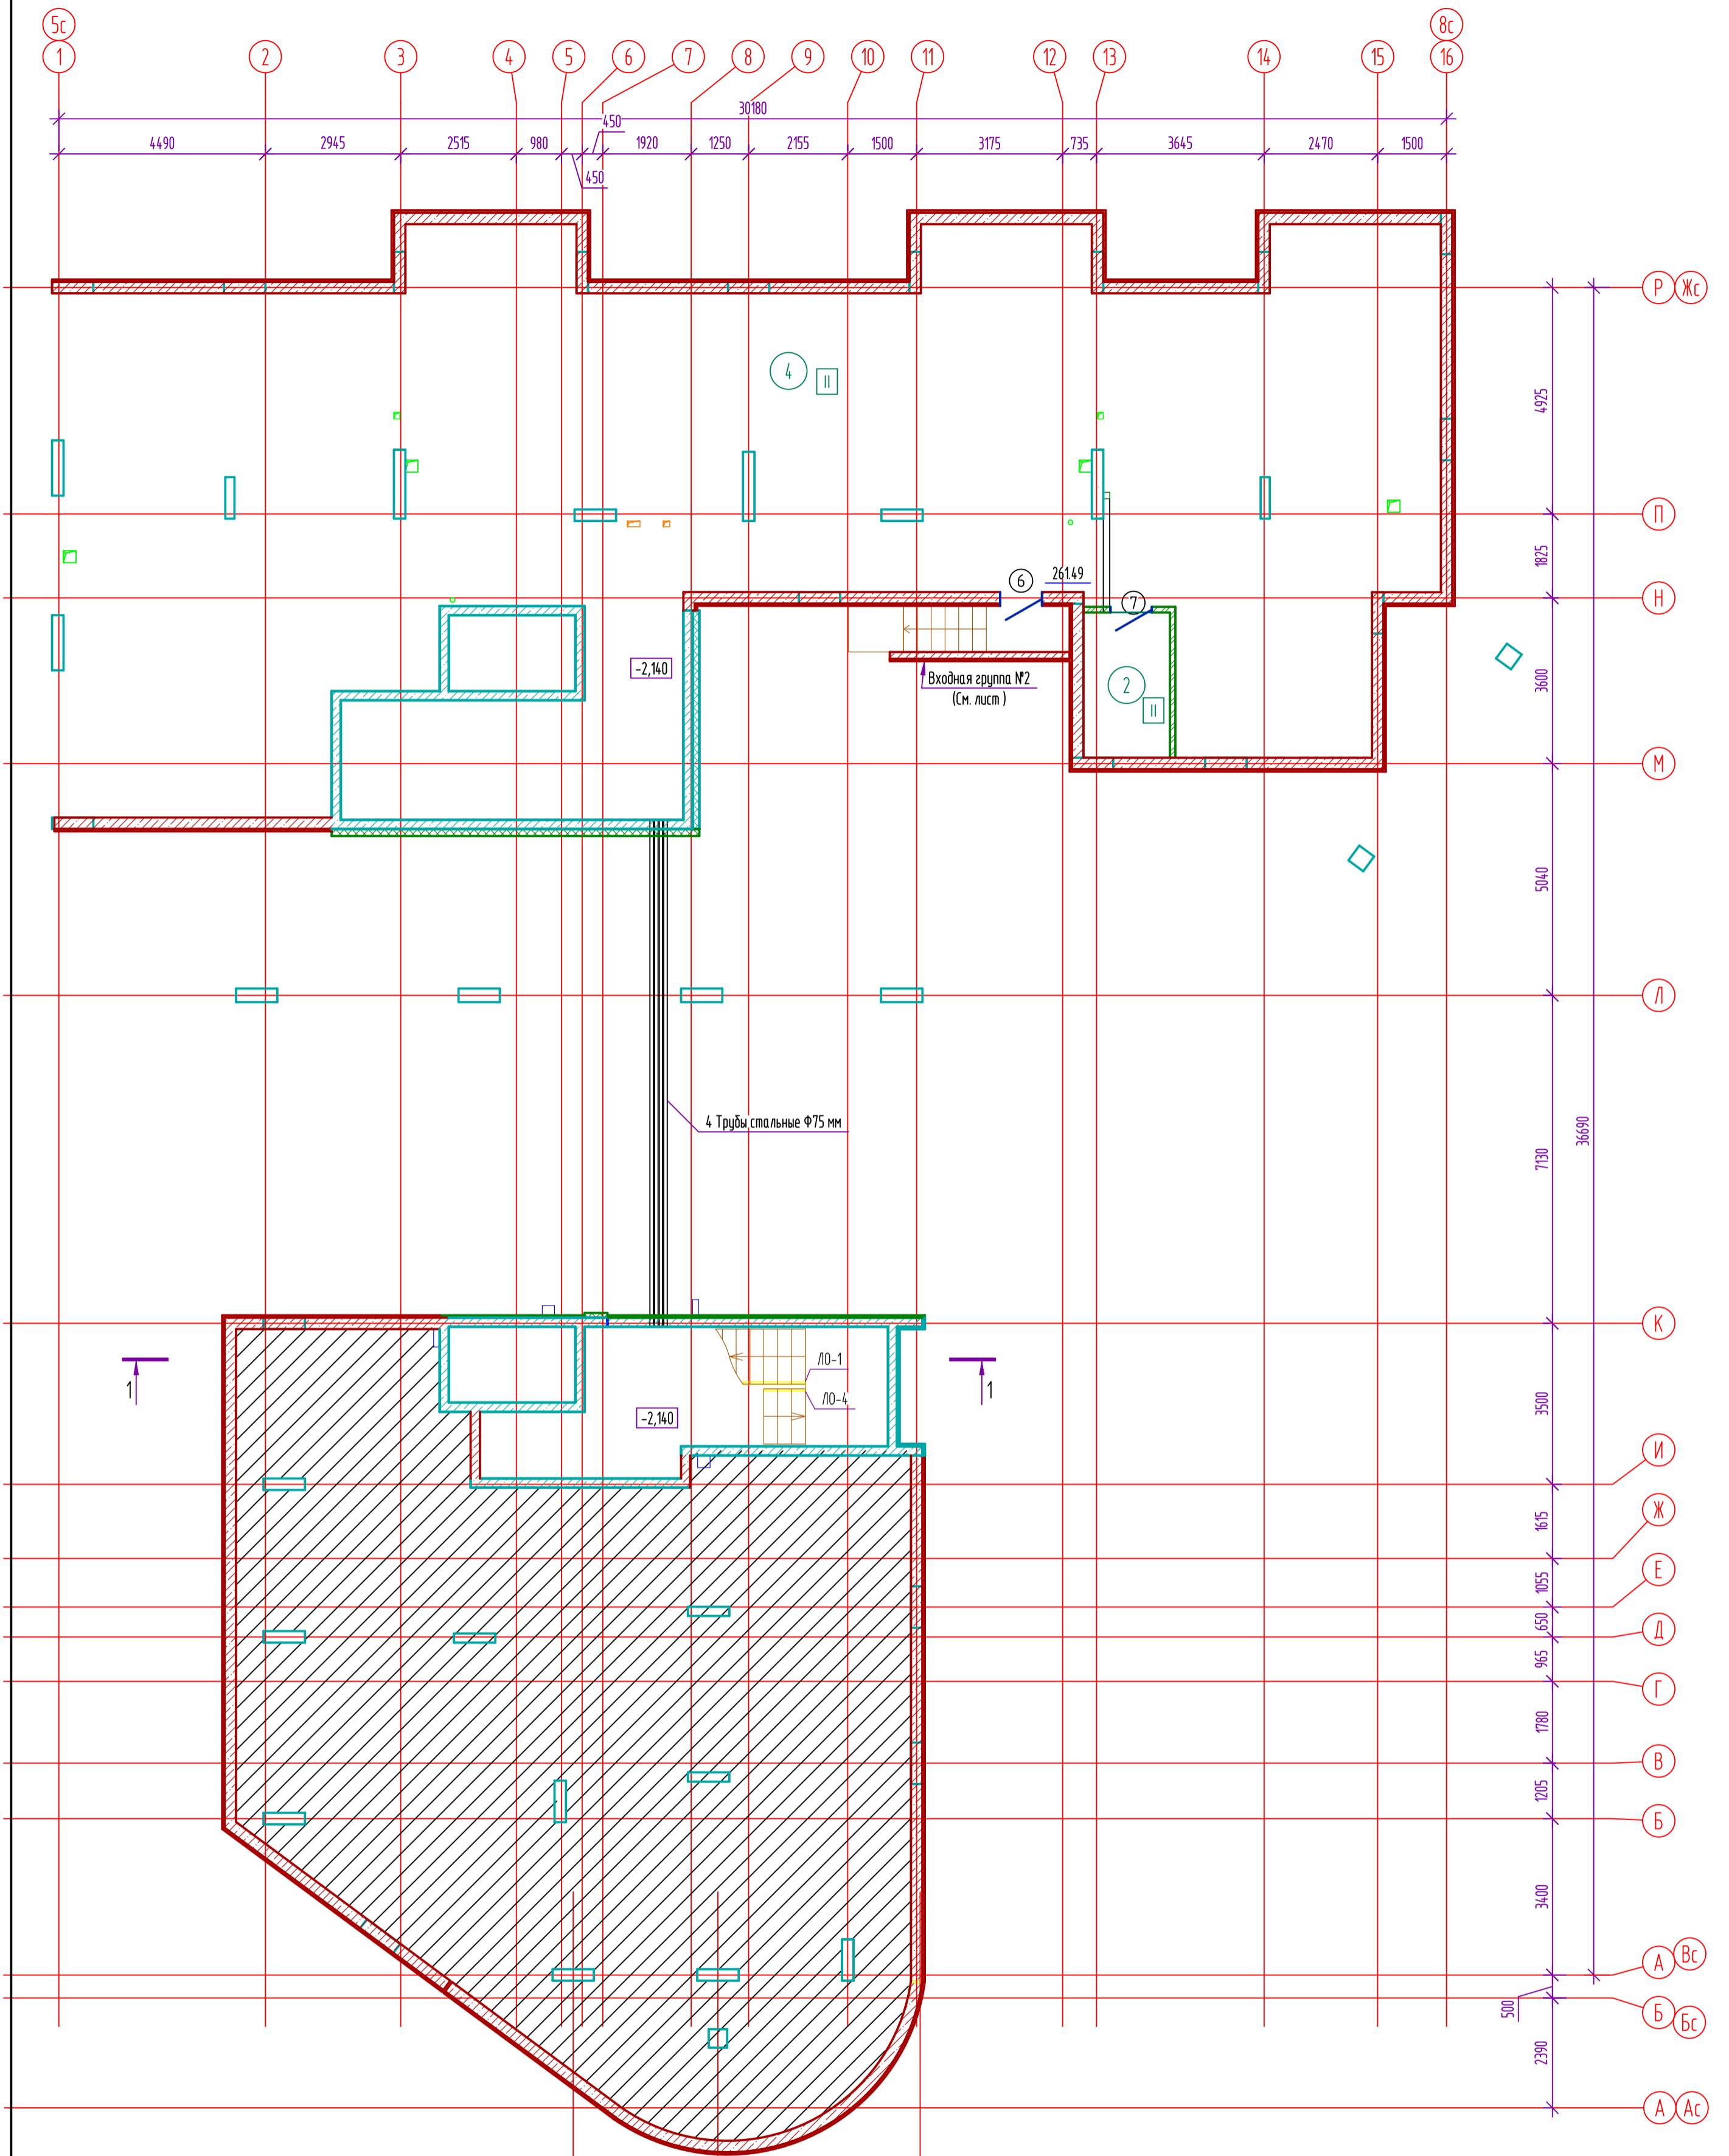 5с 8с
1 2 3 4 5 6 7 8 9 10 11 12 13 14 15 16
30180
450
4490 2945 2515 980 1920 1250 2155 1500 3175 735 3645 2470 1500
450
Р Жс
4 II
4925
П
1825
6 261.49
7
Н
-2,140
Входная группа №2
(См. лист )
2
II
3600
М
5040
Л
4 Трубы стальные Ф75 мм
7130
36690
К
ЛО-1
1 1
ЛО-4
-2,140
3500
И
1615
Ж
1055
Е
650
Д
965
Г
1780
В
1205
Б
3400
А Вс
500
Б Бс
2390
А Ас